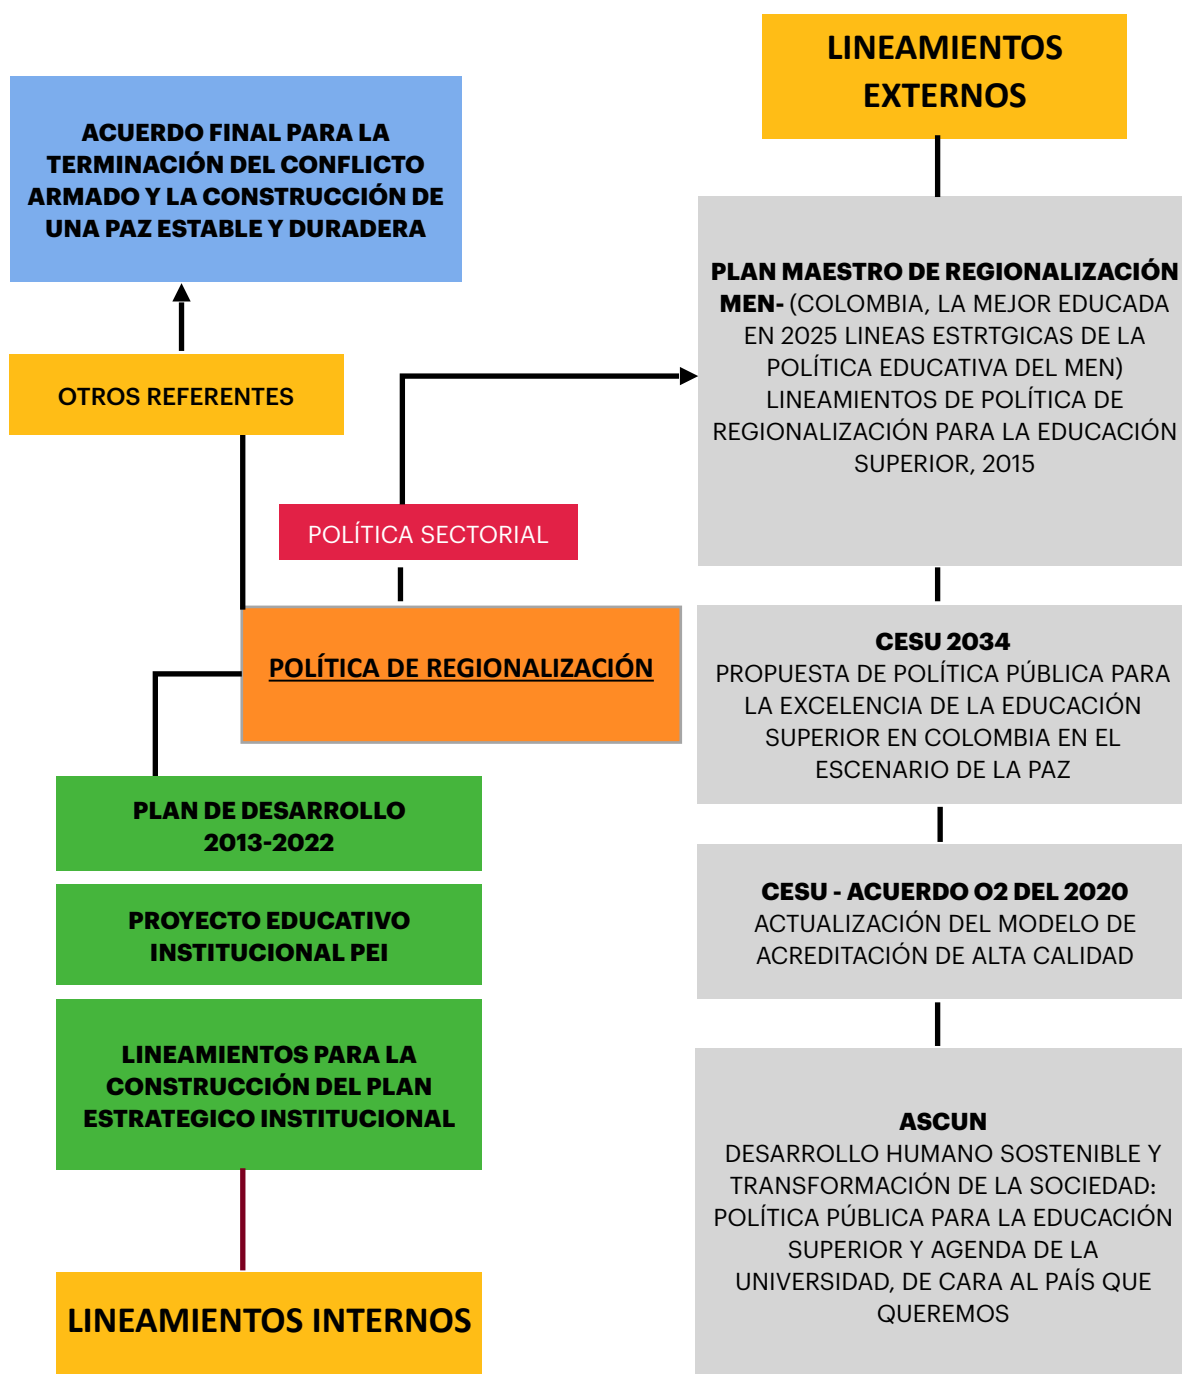 LINEAMIENTOS
EXTERNOS
ACUERDO FINAL PARA LA
TERMINACIÓN DEL CONFLICTO
ARMADO Y LA CONSTRUCCIÓN DE
UNA PAZ ESTABLE Y DURADERA
OTROS REFERENTES
PLAN MAESTRO DE REGIONALIZACIÓN
MEN- (COLOMBIA, LA MEJOR EDUCADA
EN 2025 LINEAS ESTRTGICAS DE LA
POLÍTICA EDUCATIVA DEL MEN)
LINEAMIENTOS DE POLÍTICA DE
REGIONALIZACIÓN PARA LA EDUCACIÓN
SUPERIOR, 2015
POLÍTICA SECTORIAL
POLÍTICA DE REGIONALIZACIÓN
CESU 2034
PROPUESTA DE POLÍTICA PÚBLICA PARA
LA EXCELENCIA DE LA EDUCACIÓN
SUPERIOR EN COLOMBIA EN EL
ESCENARIO DE LA PAZ
PLAN DE DESARROLLO
2013-2022
PROYECTO EDUCATIVO
INSTITUCIONAL PEI
LINEAMIENTOS PARA LA
CONSTRUCCIÓN DEL PLAN
ESTRATEGICO INSTITUCIONAL
LINEAMIENTOS INTERNOS
CESU - ACUERDO O2 DEL 2020
ACTUALIZACIÓN DEL MODELO DE
ACREDITACIÓN DE ALTA CALIDAD
ASCUN
DESARROLLO HUMANO SOSTENIBLE Y
TRANSFORMACIÓN DE LA SOCIEDAD:
POLÍTICA PÚBLICA PARA LA EDUCACIÓN
SUPERIOR Y AGENDA DE LA
UNIVERSIDAD, DE CARA AL PAÍS QUE
QUEREMOS